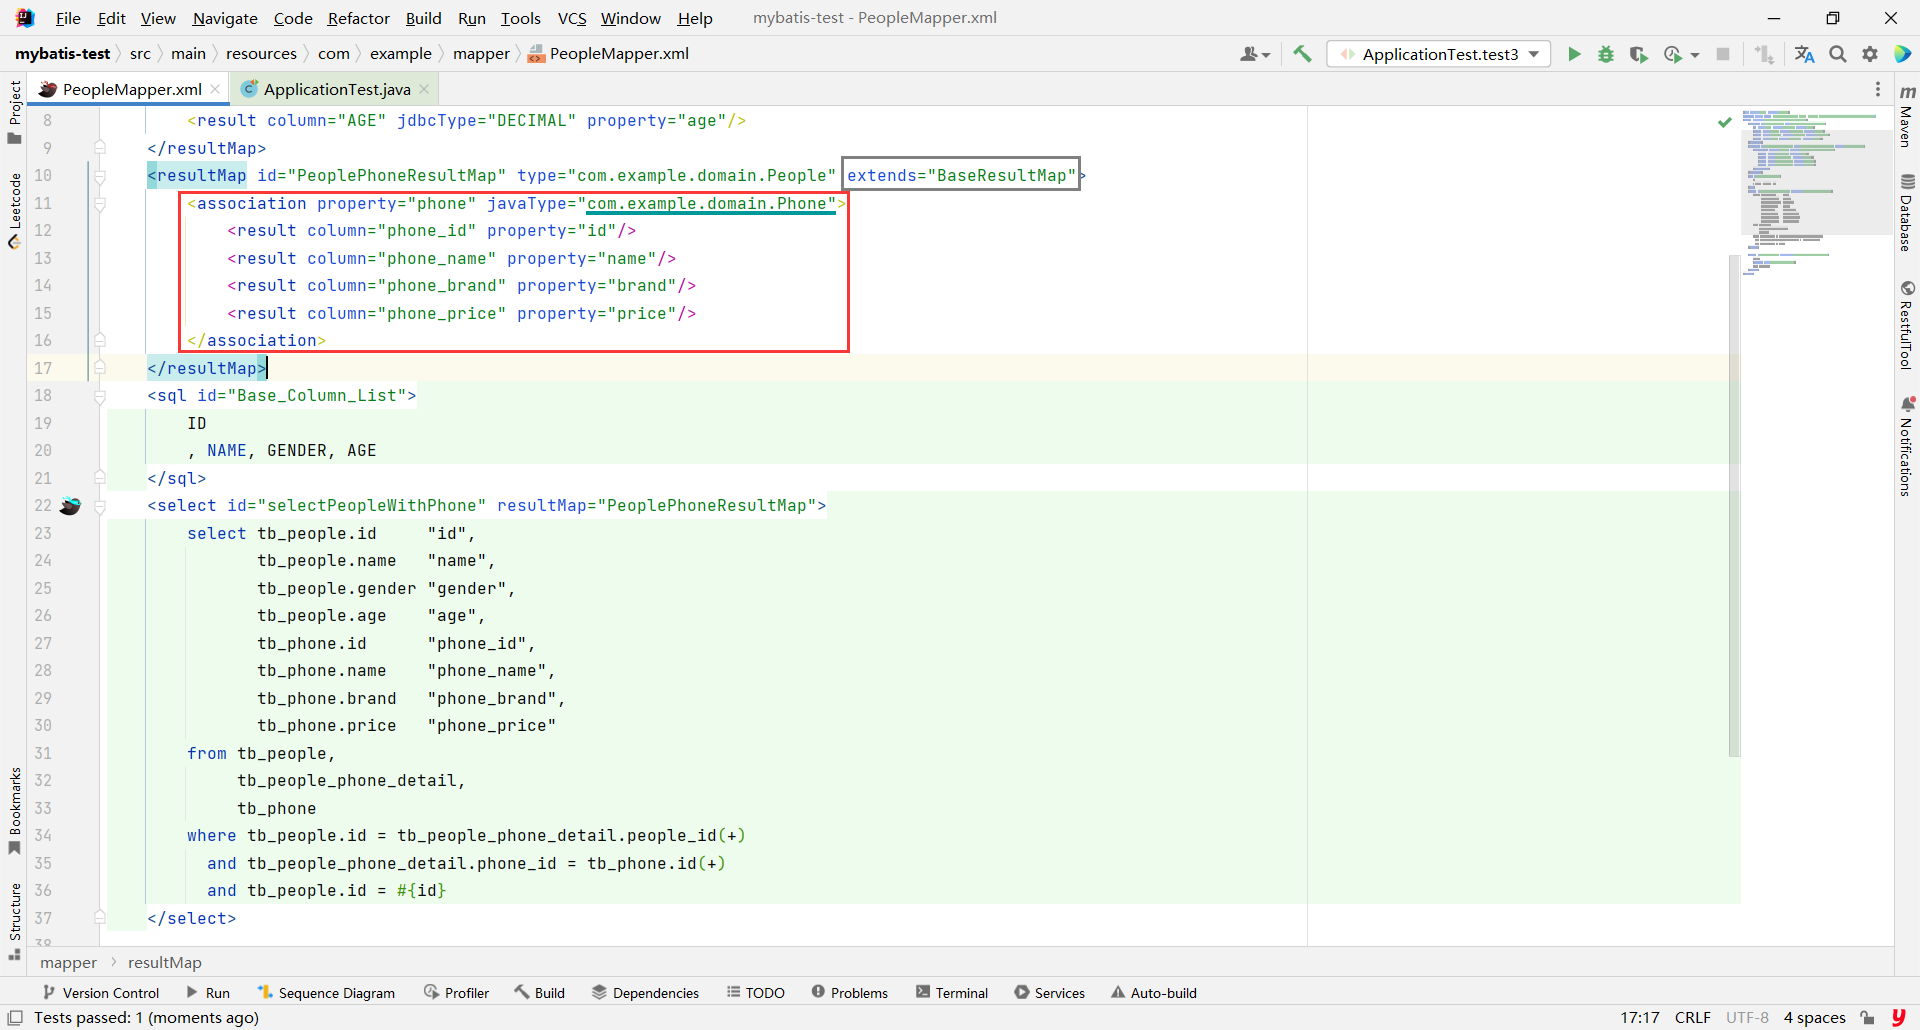 File Edit View Navigate Code Refactor Build Run Tools VCS Window Help mybatis-test - PeopleMapper.xml
mybatis-test src main resources com example mapper PeopleMapper.xml ApplicationTest.test3
PeopleMapper.xml ApplicationTest.java
Project
Leetcode
Bookmarks
Structure
8 <result column="AGE" jdbcType="DECIMAL" property="age"/>
9 </resultMap>
10 <resultMap id="PeoplePhoneResultMap" type="com.example.domain.People" extends="BaseResultMap">
11 <association property="phone" javaType="com.example.domain.Phone">
12 <result column="phone_id" property="id"/>
13 <result column="phone_name" property="name"/>
14 <result column="phone_brand" property="brand"/>
15 <result column="phone_price" property="price"/>
16 </association>
17 </resultMap>
18 <sql id="Base_Column_List">
19 ID
20 , NAME, GENDER, AGE
21 </sql>
22 <select id="selectPeopleWithPhone" resultMap="PeoplePhoneResultMap">
23 select tb_people.id "id",
24 tb_people.name "name",
25 tb_people.gender "gender",
26 tb_people.age "age",
27 tb_phone.id "phone_id",
28 tb_phone.name "phone_name",
29 tb_phone.brand "phone_brand",
30 tb_phone.price "phone_price"
31 from tb_people,
32 tb_people_phone_detail,
33 tb_phone
34 where tb_people.id = tb_people_phone_detail.people_id(+)
35 and tb_people_phone_detail.phone_id = tb_phone.id(+)
36 and tb_people.id = #{id}
37 </select>
38
m Maven
Database
RestfulTool
Notifications
mapper resultMap
Version Control Run Sequence Diagram Profiler Build Dependencies TODO Problems Terminal Services Auto-build
Tests passed: 1 (moments ago) 17:17 CRLF UTF-8 4 spaces y